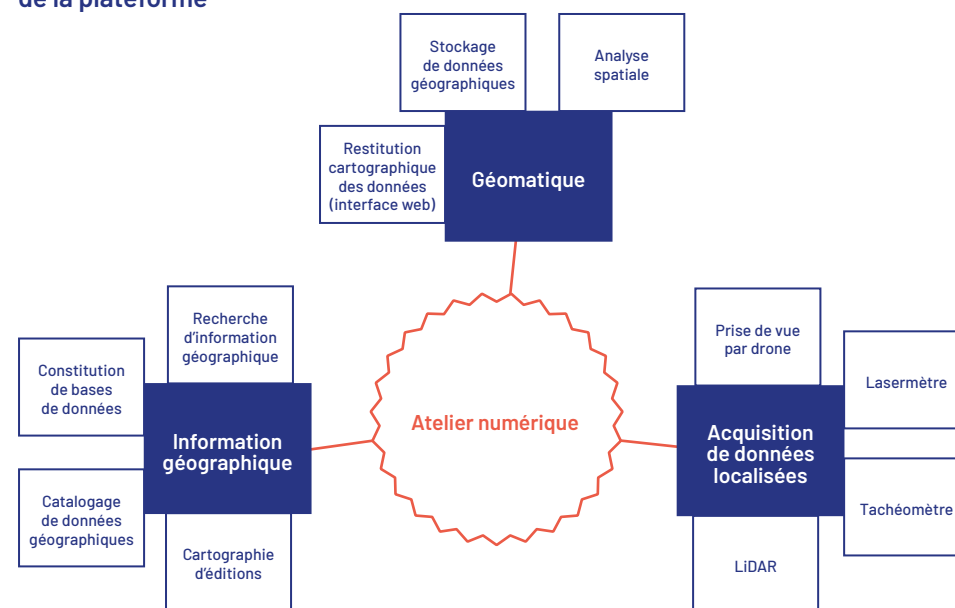 de la plateforme
Stockage
de données
géographiques
Analyse
spatiale
Restitution
cartographique
des données
(interface web)
Géomatique
Recherche
d'information
géographique
Constitution
de bases
de données
Information
géographique
Catalogage
de données
géographiques
Cartographie
d'éditions
Atelier numérique
Prise de vue
par drone
Lasermètre
Acquisition
de données
localisées
Tachéomètre
LiDAR